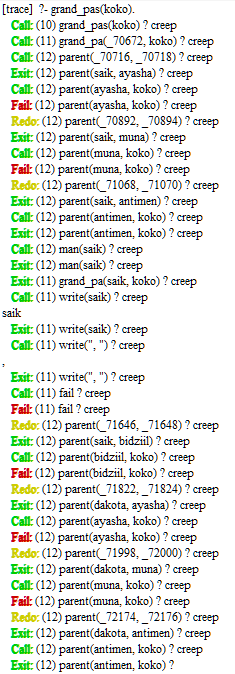 [trace]  ?- grand_pas(koko).
Call: (10) grand_pas(koko) ? creep
Call: (11) grand_pa(_70672, koko) ? creep
Call: (12) parent(_70716, _70718) ? creep
Exit: (12) parent(saik, ayasha) ? creep
Call: (12) parent(ayasha, koko) ? creep
Fail: (12) parent(ayasha, koko) ? creep
Redo: (12) parent(_70892, _70894) ? creep
Exit: (12) parent(saik, muna) ? creep
Call: (12) parent(muna, koko) ? creep
Fail: (12) parent(muna, koko) ? creep
Redo: (12) parent(_71068, _71070) ? creep
Exit: (12) parent(saik, antimen) ? creep
Call: (12) parent(antimen, koko) ? creep
Exit: (12) parent(antimen, koko) ? creep
Call: (12) man(saik) ? creep
Exit: (12) man(saik) ? creep
Exit: (11) grand_pa(saik, koko) ? creep
Call: (11) write(saik) ? creep
saik
Exit: (11) write(saik) ? creep
Call: (11) write(", ") ? creep
,
Exit: (11) write(", ") ? creep
Call: (11) fail ? creep
Fail: (11) fail ? creep
Redo: (12) parent(_71646, _71648) ? creep
Exit: (12) parent(saik, bidziil) ? creep
Call: (12) parent(bidziil, koko) ? creep
Fail: (12) parent(bidziil, koko) ? creep
Redo: (12) parent(_71822, _71824) ? creep
Exit: (12) parent(dakota, ayasha) ? creep
Call: (12) parent(ayasha, koko) ? creep
Fail: (12) parent(ayasha, koko) ? creep
Redo: (12) parent(_71998, _72000) ? creep
Exit: (12) parent(dakota, muna) ? creep
Call: (12) parent(muna, koko) ? creep
Fail: (12) parent(muna, koko) ? creep
Redo: (12) parent(_72174, _72176) ? creep
Exit: (12) parent(dakota, antimen) ? creep
Call: (12) parent(antimen, koko) ? creep
Exit: (12) parent(antimen, koko) ?